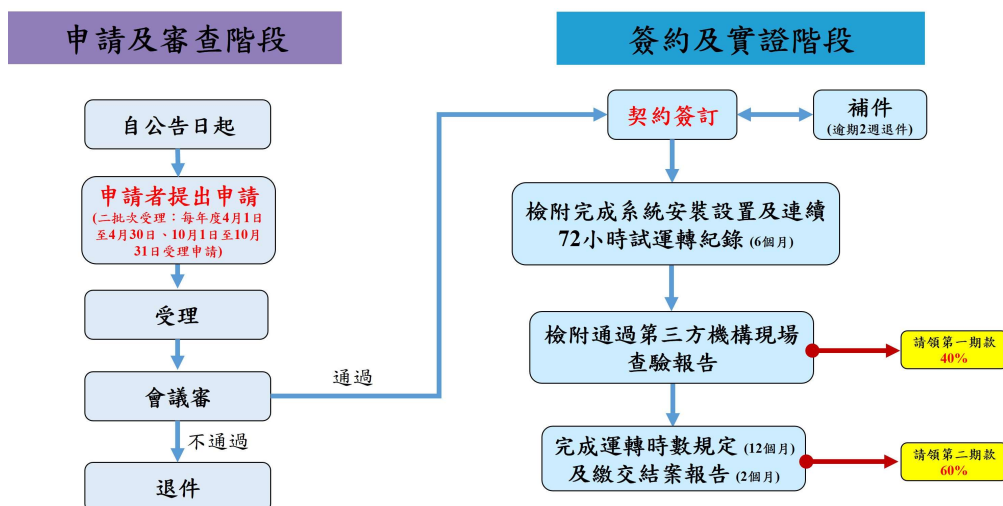 申請及審查階段
自公告日起
申請者提出申請
(二批次受理：每年度4月1日
至4月30日、10月1日至10月
31日受理申請)
受理
會議審
通過
不通過
退件
簽約及實證階段
契約簽訂
補件
(逾期2週退件)
檢附完成系統安裝設置及連續
72小時試運轉紀錄 (6個月)
檢附通過第三方機構現場
查驗報告
請領第一期款
40%
完成運轉時數規定 (12個月)
及繳交結案報告 (2個月)
請領第二期款
60%